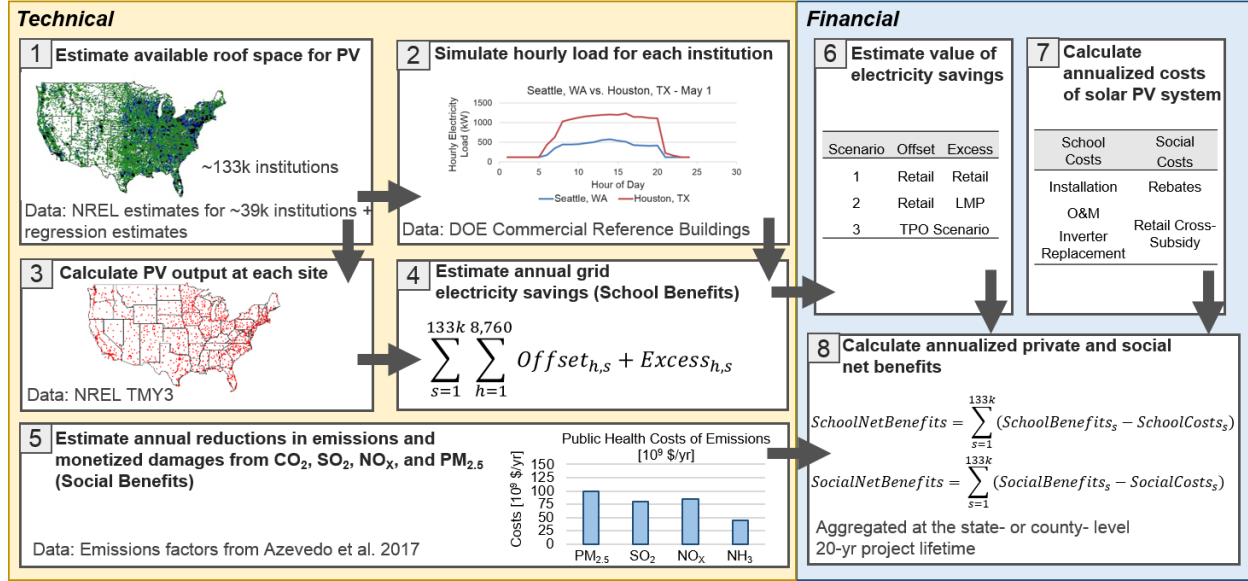 Technical
Financial
1
Estimate available roof space for PV
~133k institutions
Data: NREL estimates for ~39k institutions +
regression estimates
2
Simulate hourly load for each institution
Seattle, WA vs. Houston, TX - May 1
Hourly Electricity
Load (kW)
1500
1000
500
0
0 5 10 15 20 25 30
Hour of Day
Seattle, WA Houston, TX
Data: DOE Commercial Reference Buildings
3
Calculate PV output at each site
Data: NREL TMY3
4
Estimate annual grid
electricity savings (School Benefits)
133k 8,760
∑ ∑ Offset_{h,s} + Excess_{h,s}
s=1 h=1
5
Estimate annual reductions in emissions and
monetized damages from CO₂, SO₂, NOₓ, and PM₂.₅
(Social Benefits)
Public Health Costs of Emissions
[10⁹ $/yr]
Costs [10⁹ $/yr]
150
125
100
75
50
25
0
PM₂.₅ SO₂ NOₓ NH₃
Data: Emissions factors from Azevedo et al. 2017
6
Estimate value of
electricity savings
Scenario Offset Excess
1 Retail Retail
2 Retail LMP
3 TPO Scenario
7
Calculate
annualized costs
of solar PV system
School Costs Social Costs
Installation Rebates
O&M
Inverter Replacement
Retail Cross-Subsidy
8
Calculate annualized private and social
net benefits
133k
SchoolNetBenefits = ∑ (SchoolBenefitsₛ − SchoolCostsₛ)
s=1
133k
SocialNetBenefits = ∑ (SocialBenefitsₛ − SocialCostsₛ)
s=1
Aggregated at the state- or county- level
20-yr project lifetime